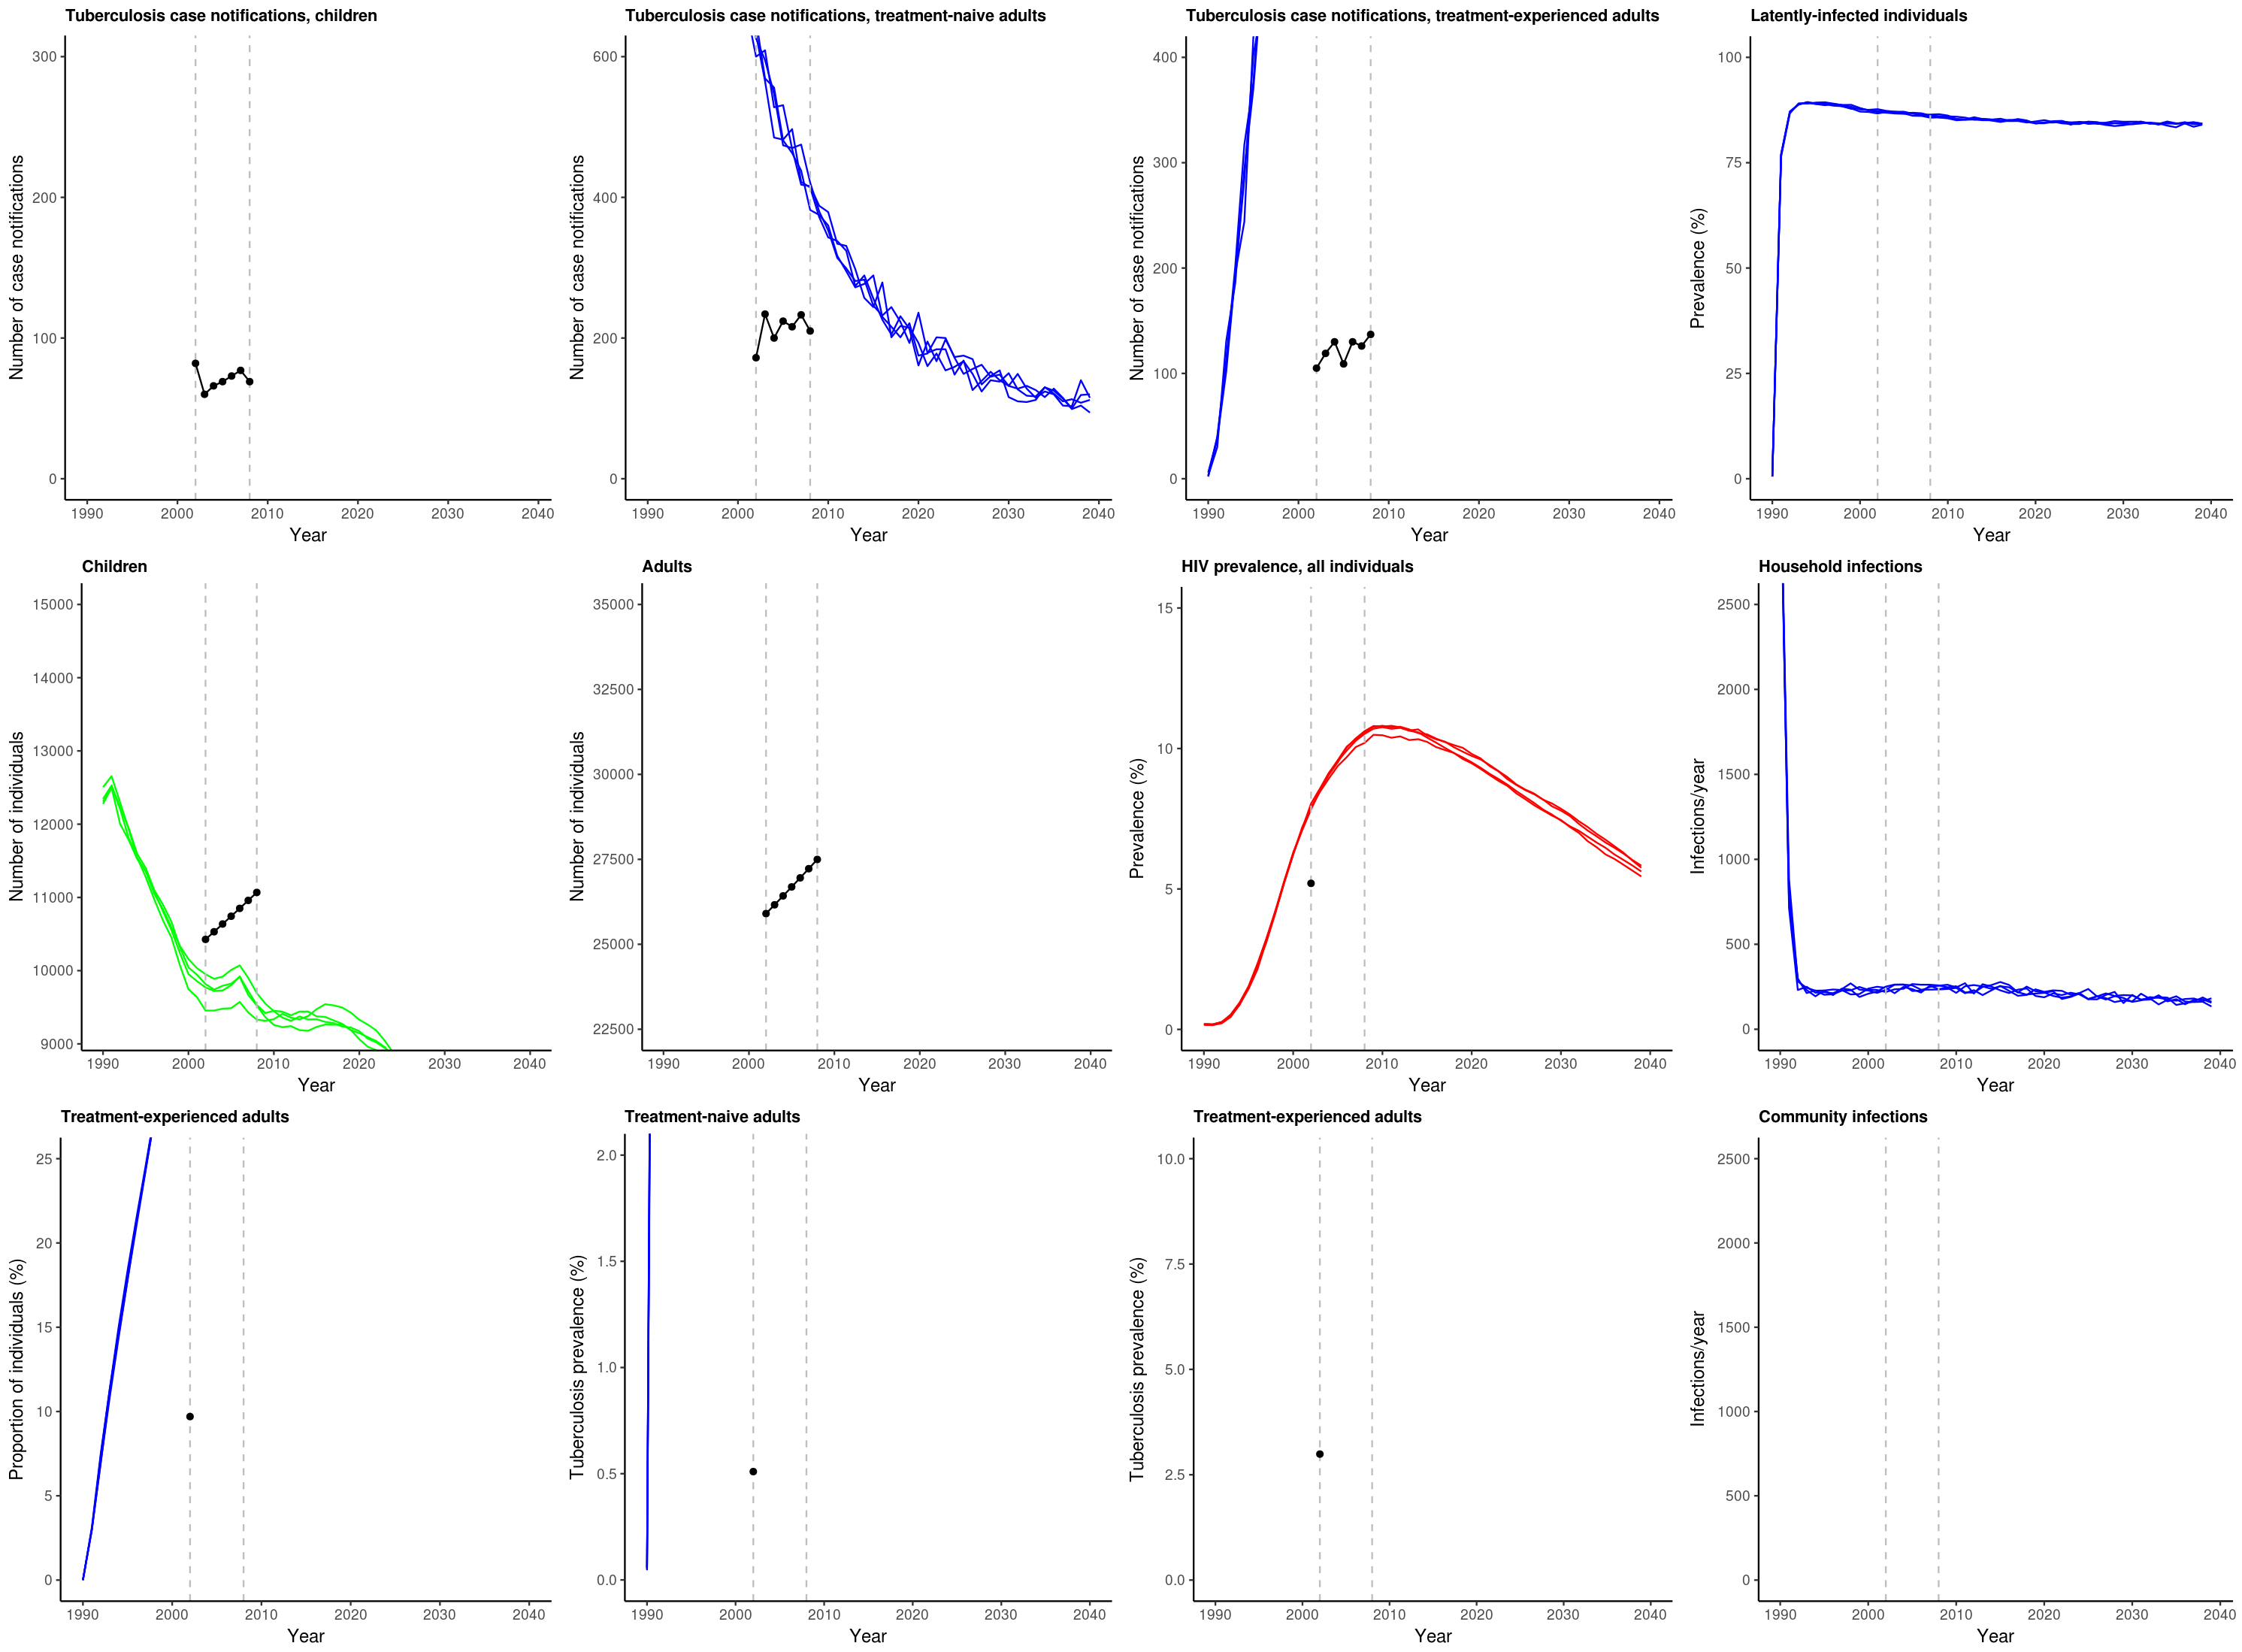 Tuberculosis case notifications, children
Number of case notifications
300
200
100
0
1990 2000 2010 2020 2030 2040
Year
Tuberculosis case notifications, treatment-naive adults
Number of case notifications
600
400
200
0
1990 2000 2010 2020 2030 2040
Year
Tuberculosis case notifications, treatment-experienced adults
Number of case notifications
400
300
200
100
0
1990 2000 2010 2020 2030 2040
Year
Latently-infected individuals
Prevalence (%)
100
75
50
25
0
1990 2000 2010 2020 2030 2040
Year
Children
Number of individuals
15000
14000
13000
12000
11000
10000
9000
1990 2000 2010 2020 2030 2040
Year
Adults
Number of individuals
35000
32500
30000
27500
25000
22500
1990 2000 2010 2020 2030 2040
Year
HIV prevalence, all individuals
Prevalence (%)
15
10
5
0
1990 2000 2010 2020 2030 2040
Year
Household infections
Infections/year
2500
2000
1500
1000
500
0
1990 2000 2010 2020 2030 2040
Year
Treatment-experienced adults
Proportion of individuals (%)
25
20
15
10
5
0
1990 2000 2010 2020 2030 2040
Year
Treatment-naive adults
Tuberculosis prevalence (%)
2.0
1.5
1.0
0.5
0.0
1990 2000 2010 2020 2030 2040
Year
Treatment-experienced adults
Tuberculosis prevalence (%)
10.0
7.5
5.0
2.5
0.0
1990 2000 2010 2020 2030 2040
Year
Community infections
Infections/year
2500
2000
1500
1000
500
0
1990 2000 2010 2020 2030 2040
Year